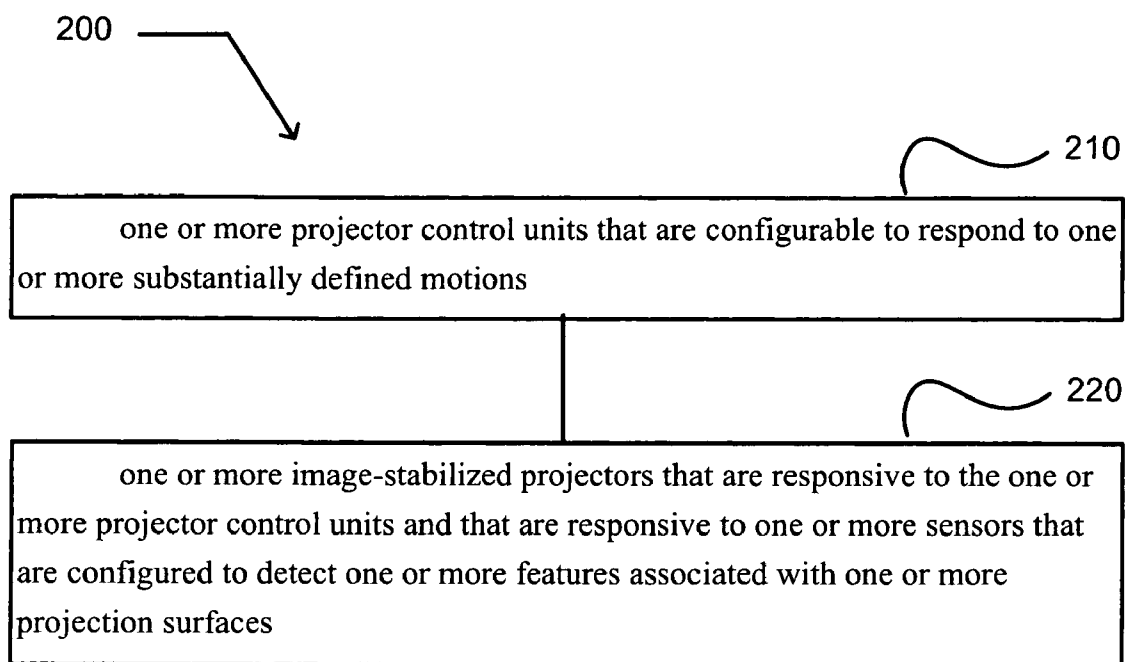 200
210
one or more projector control units that are configurable to respond to one
or more substantially defined motions
220
one or more image-stabilized projectors that are responsive to the one or
more projector control units and that are responsive to one or more sensors that
are configured to detect one or more features associated with one or more
projection surfaces